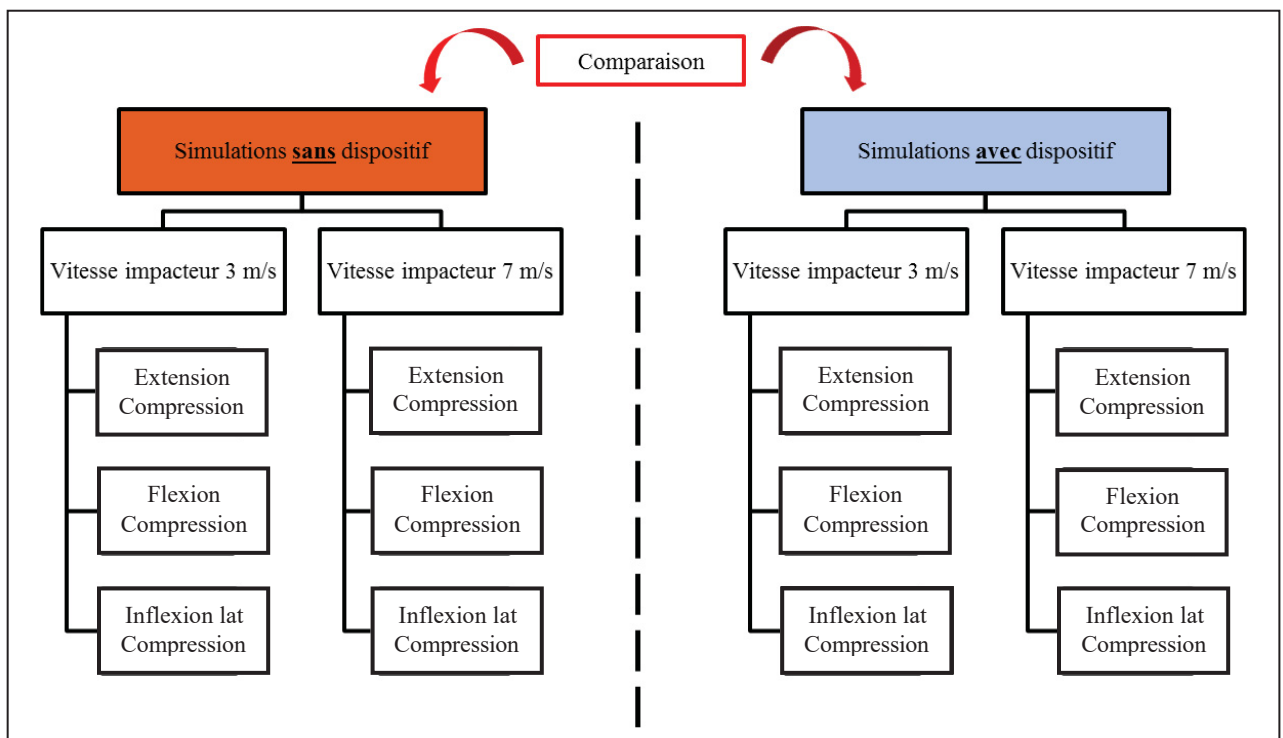 Comparaison
Simulations sans dispositif
Simulations avec dispositif
Vitesse impacteur 3 m/s
Vitesse impacteur 7 m/s
Vitesse impacteur 3 m/s
Vitesse impacteur 7 m/s
Extension
Compression
Extension
Compression
Extension
Compression
Extension
Compression
Flexion
Compression
Flexion
Compression
Flexion
Compression
Flexion
Compression
Inflexion lat
Compression
Inflexion lat
Compression
Inflexion lat
Compression
Inflexion lat
Compression